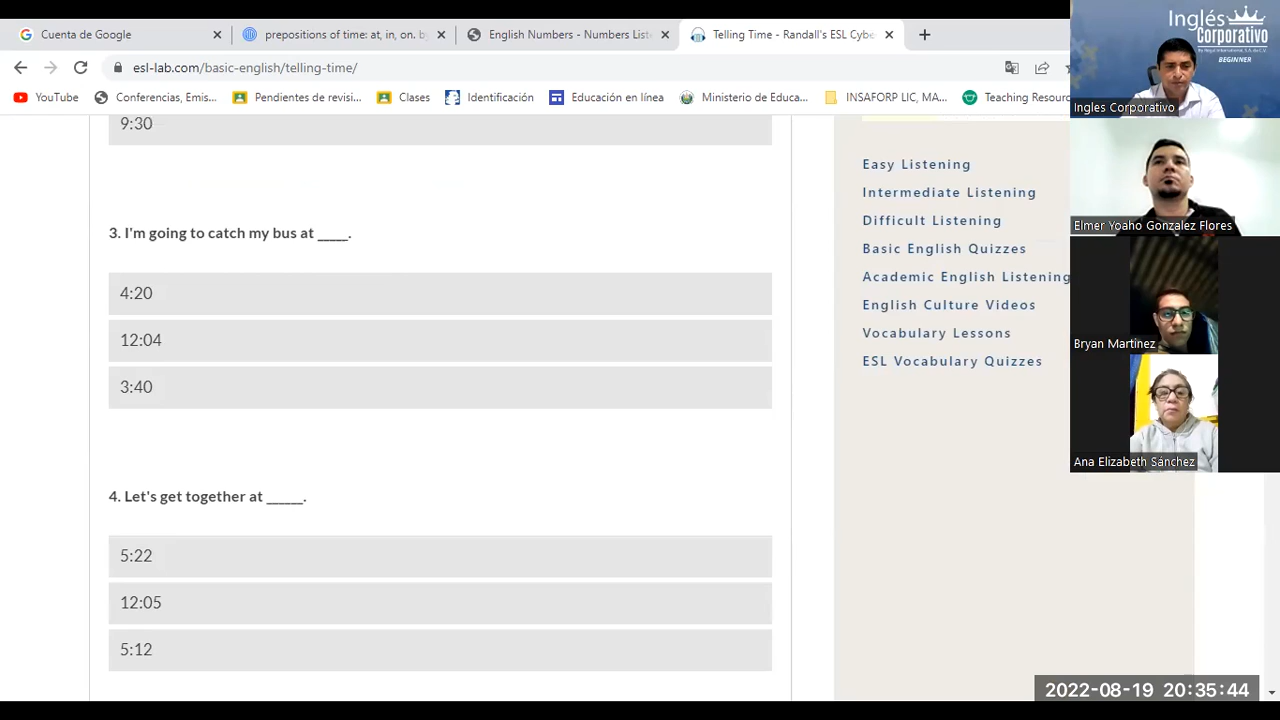 Cuenta de Google
prepositions of time: at, in, on. by
English Numbers - Numbers List
Telling Time - Randall's ESL Cybe
esl-lab.com/basic-english/telling-time/
YouTube
Conferencias, Emis...
Pendientes de revisi...
Clases
Identificación
Educación en línea
Ministerio de Educa...
INSAFORP LIC, MA...
Teaching Resourc
9:30
3. I'm going to catch my bus at _____.
4:20
12:04
3:40
4. Let's get together at ______.
5:22
12:05
5:12
Easy Listening
Intermediate Listening
Difficult Listening
Basic English Quizzes
Academic English Listening
English Culture Videos
Vocabulary Lessons
ESL Vocabulary Quizzes
Inglés
Corporativo
BEGINNER
Ingles Corporativo
Elmer Yoaho Gonzalez Flores
Bryan Martinez
Ana Elizabeth Sánchez
2022-08-19 20:35:44